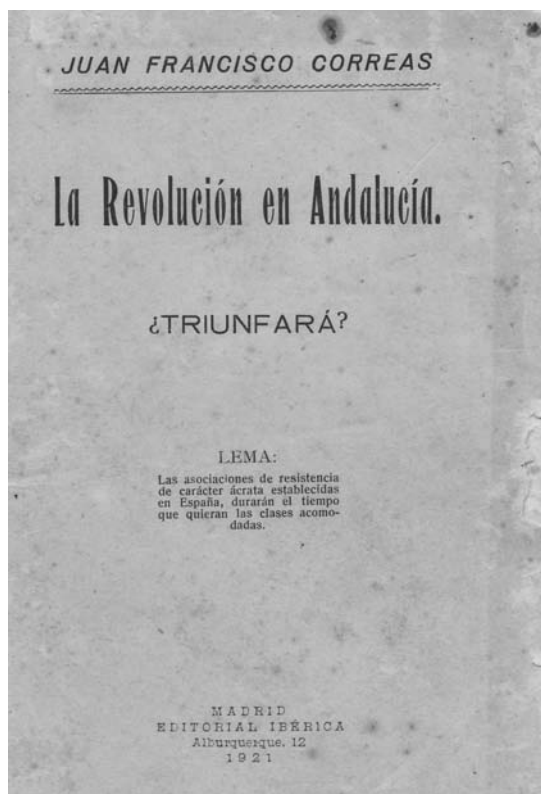 JUAN FRANCISCO CORREAS
La Revolución en Andalucía.
¿TRIUNFARÁ?
LEMA:
Las asociaciones de resistencia
de carácter ácrata establecidas
en España, durarán el tiempo
que quieran las clases acomo-
dadas.
MADRID
EDITORIAL IBÉRICA
Alburquerque, 12
1921